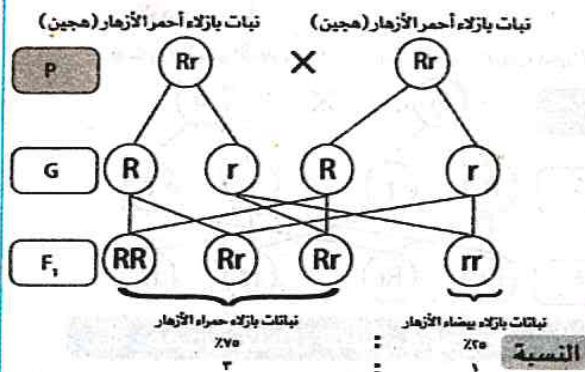 نبات بازلاء أحمر الأزهار (هجين) نبات بازلاء أحمر الأزهار (هجين)
P Rr × Rr
G R r R r
F₁ RR Rr Rr rr
نباتات بازلاء بيضاء الأزهار نباتات بازلاء حمراء الأزهار
النسبة ٪٢٥ : ٪٧٥
١ : ٣